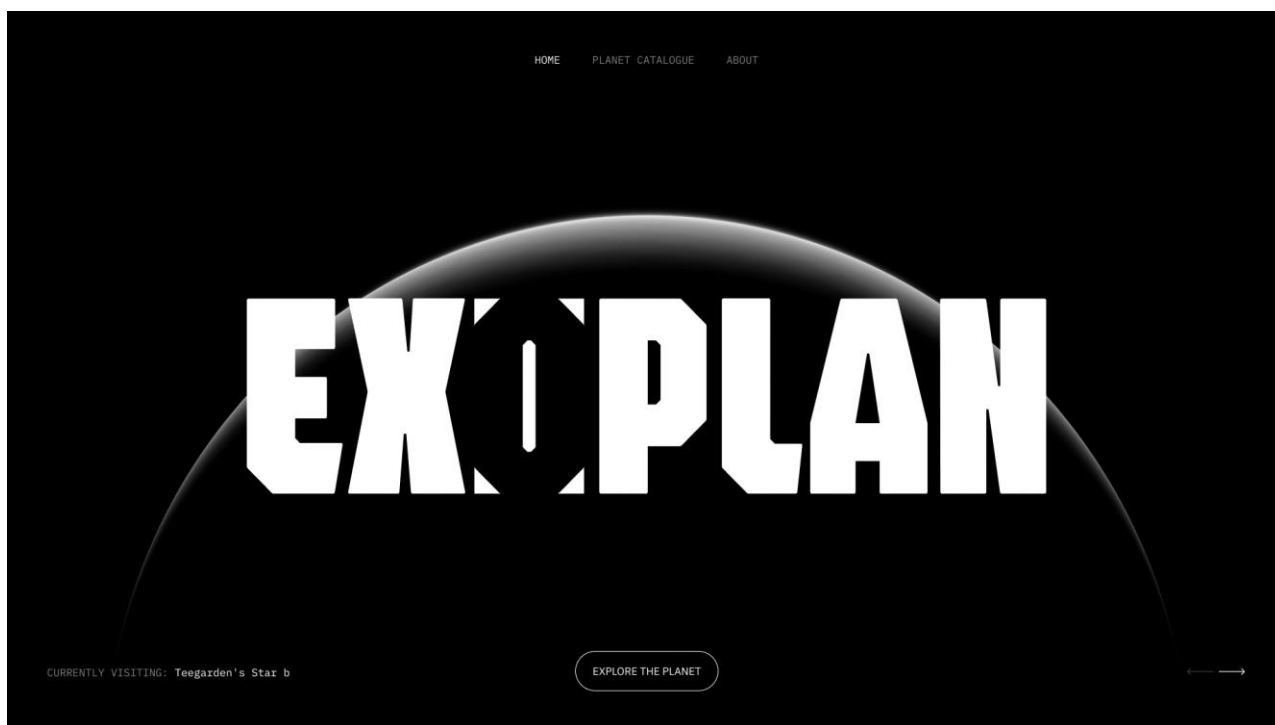 HOME PLANET CATALOGUE ABOUT
EXOPLAN
CURRENTLY VISITING: Teegarden's Star b
EXPLORE THE PLANET